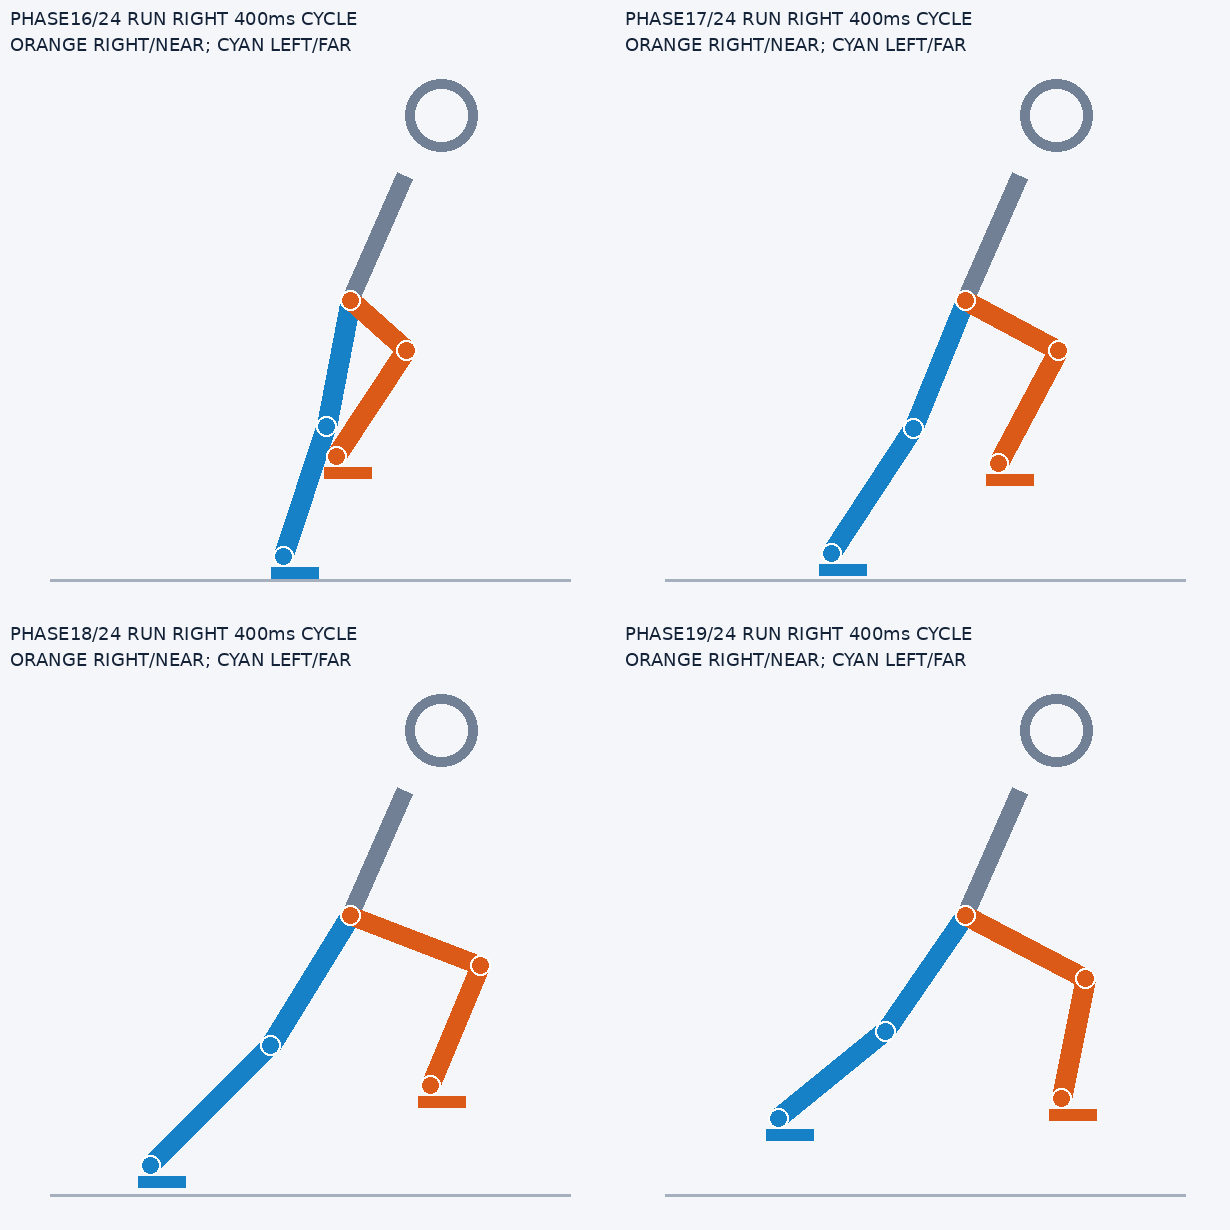 PHASE16/24 RUN RIGHT 400ms CYCLE
ORANGE RIGHT/NEAR; CYAN LEFT/FAR
PHASE17/24 RUN RIGHT 400ms CYCLE
ORANGE RIGHT/NEAR; CYAN LEFT/FAR
PHASE18/24 RUN RIGHT 400ms CYCLE
ORANGE RIGHT/NEAR; CYAN LEFT/FAR
PHASE19/24 RUN RIGHT 400ms CYCLE
ORANGE RIGHT/NEAR; CYAN LEFT/FAR